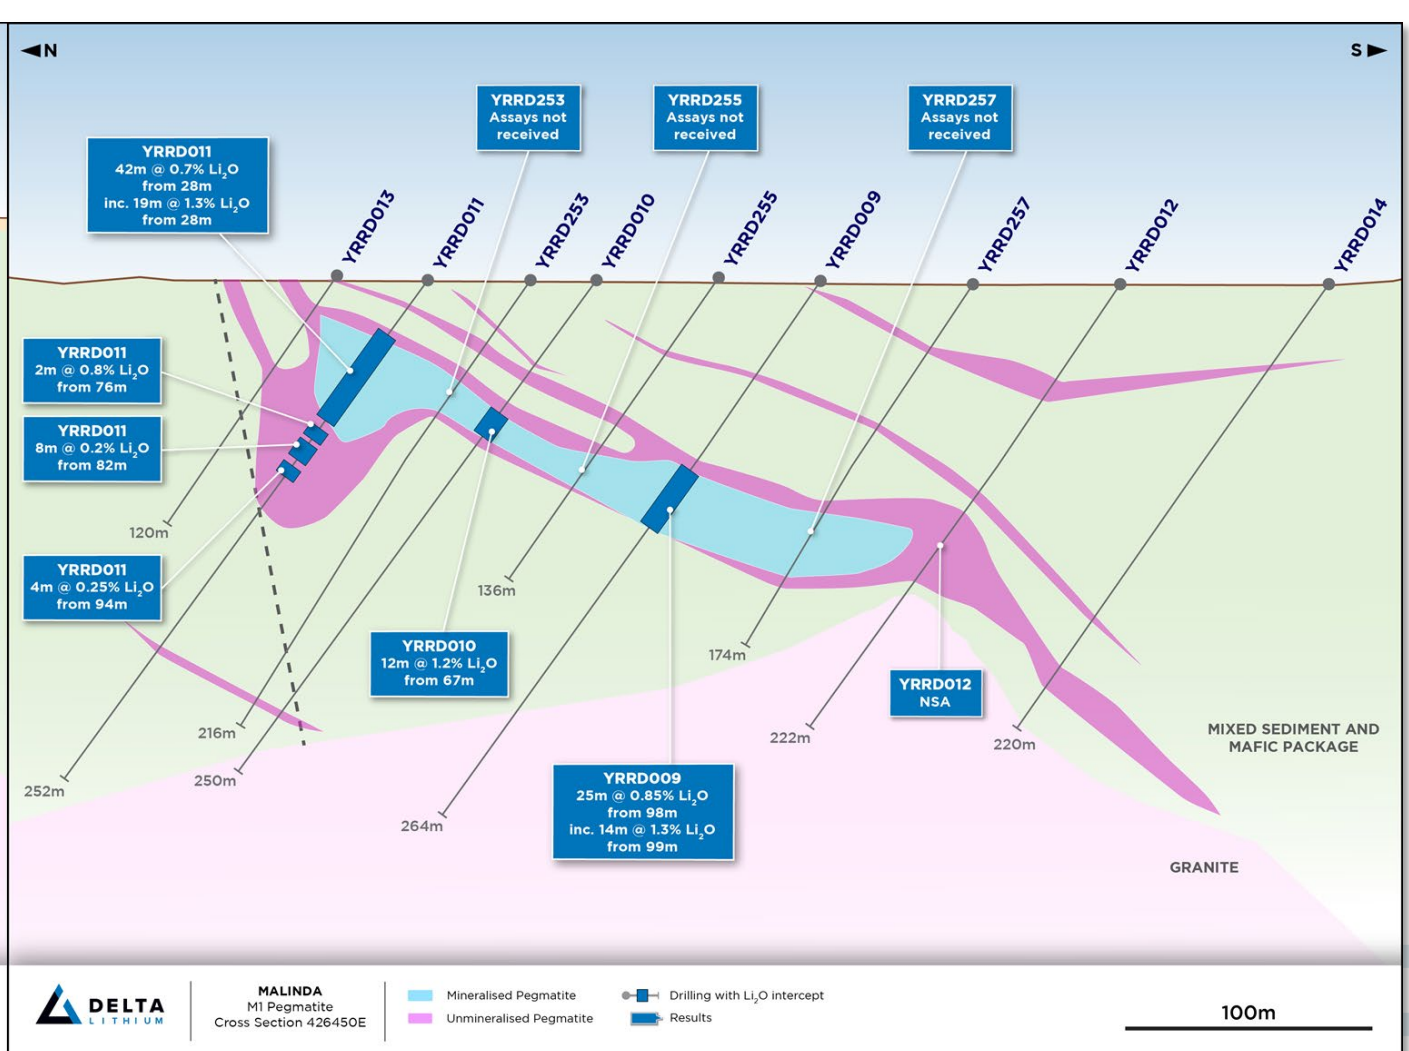 ◄N
S►
YRRD253
Assays not
received
YRRD255
Assays not
received
YRRD257
Assays not
received
YRRD011
42m @ 0.7% Li₂O
from 28m
inc. 19m @ 1.3% Li₂O
from 28m
YRRD013
YRRD011
YRRD253
YRRD010
YRRD255
YRRD009
YRRD257
YRRD012
YRRD014
YRRD011
2m @ 0.8% Li₂O
from 76m
YRRD011
8m @ 0.2% Li₂O
from 82m
120m
YRRD011
4m @ 0.25% Li₂O
from 94m
136m
YRRD010
12m @ 1.2% Li₂O
from 67m
174m
YRRD012
NSA
216m
222m
220m
MIXED SEDIMENT AND
MAFIC PACKAGE
252m
250m
YRRD009
25m @ 0.85% Li₂O
from 98m
inc. 14m @ 1.3% Li₂O
from 99m
264m
GRANITE
DELTA
LITHIUM
MALINDA
M1 Pegmatite
Cross Section 426450E
Mineralised Pegmatite
Unmineralised Pegmatite
Drilling with Li₂O intercept
Results
100m